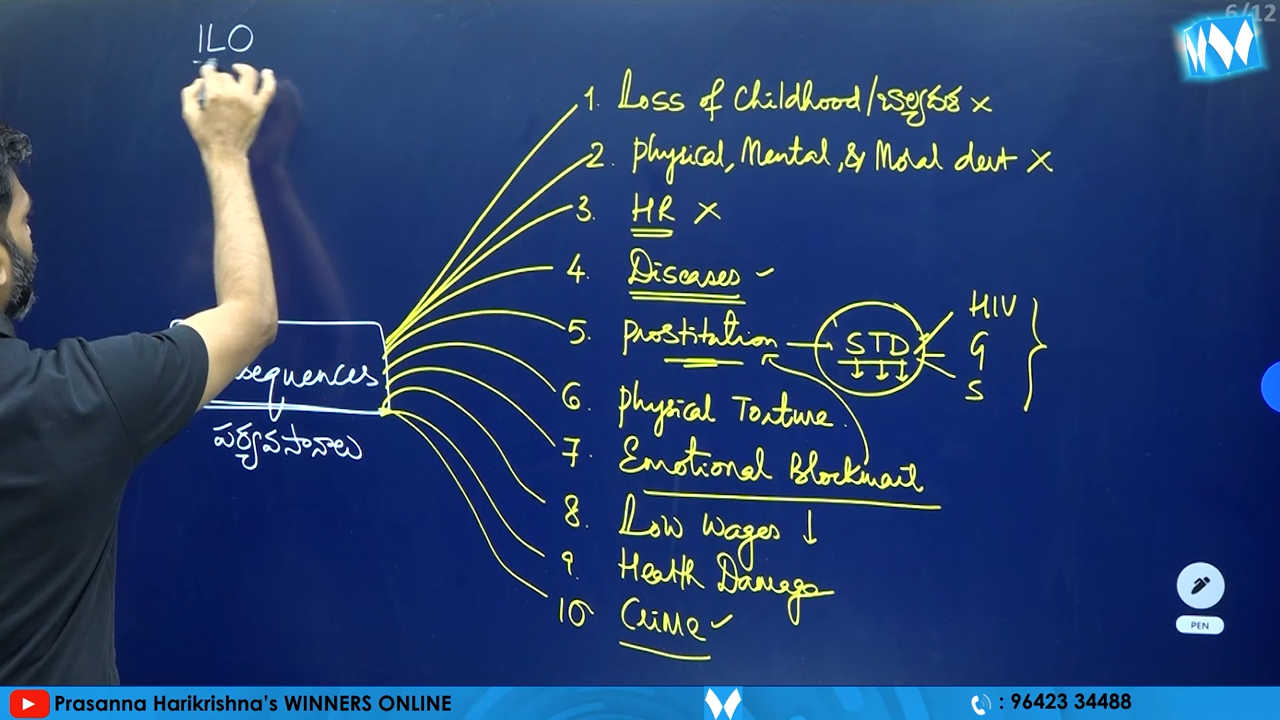 6/12
W
ILO
1. Loss of Childhood/బాల్యదశ x
2. Physical, Mental, & Moral devt x
3. HR x
4. Diseases ✓
5. Prostitution — STD
HIV
G
S
6. Physical Torture.
sequences
7. Emotional Blockmail
పర్యవసానాలు
8. Low Wages ↓
9. Health Damage
10 Crime ✓
PEN
Prasanna Harikrishna's WINNERS ONLINE
W
: 96423 34488